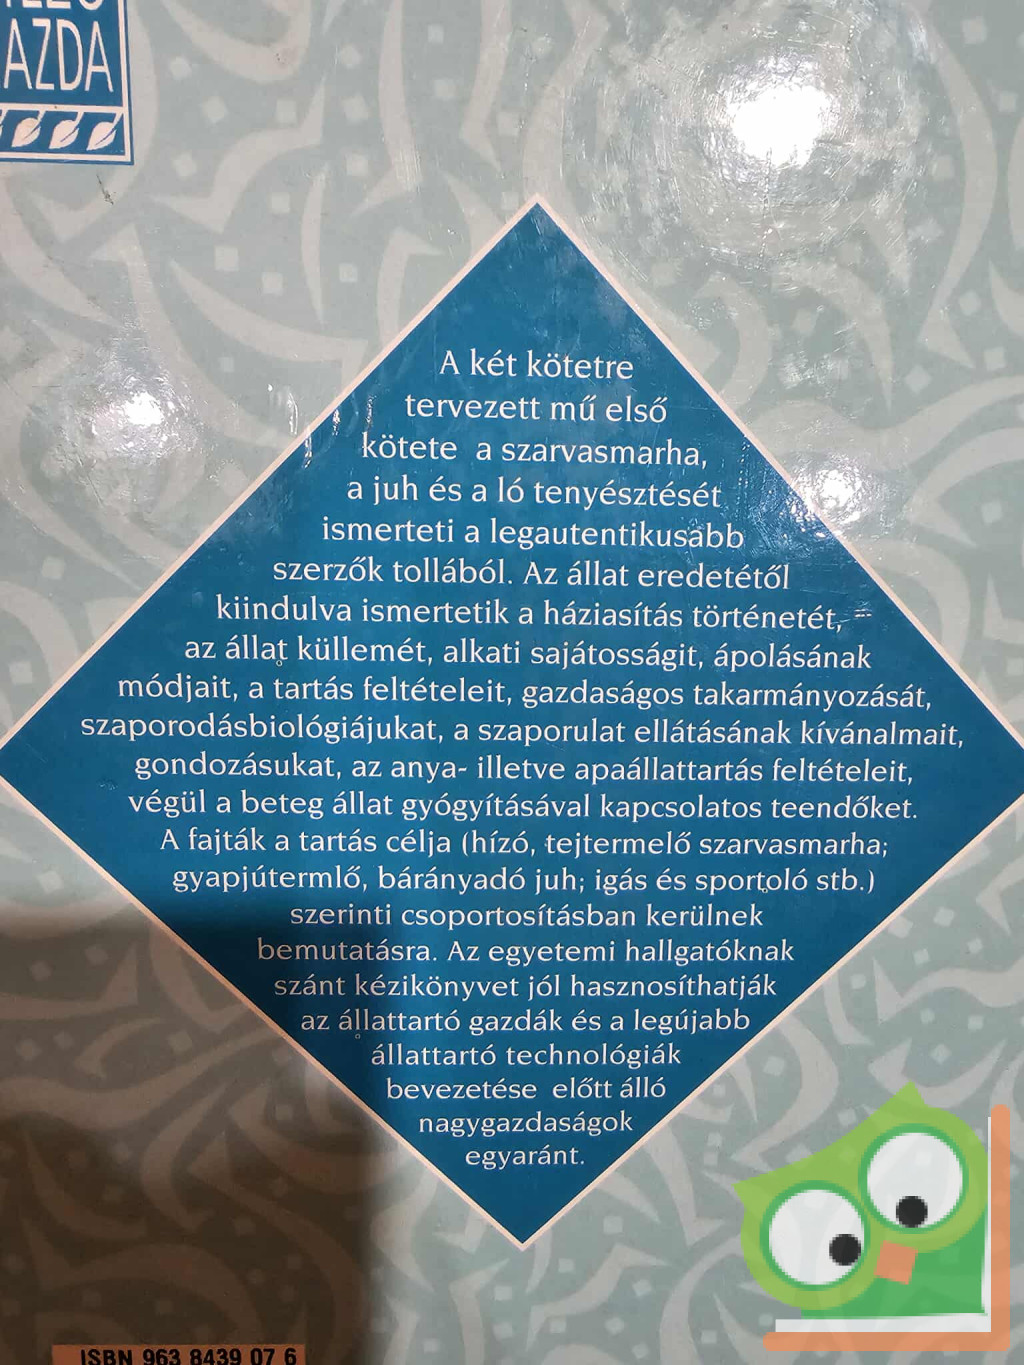 AZDA
A két kötetre
tervezett mű első
kötete a szarvasmarha,
a juh és a ló tenyésztését
ismerteti a legautentikusabb
szerzők tollából. Az állat eredetétől
kiindulva ismertetik a háziasítás történetét,
az állat küllemét, alkati sajátosságit, ápolásának
módjait, a tartás feltételeit, gazdaságos takarmányozását,
szaporodásbiológiájukat, a szaporulat ellátásának kívánalmait,
gondozásukat, az anya- illetve apaállattartás feltételeit,
végül a beteg állat gyógyításával kapcsolatos teendőket.
A fajták a tartás célja (hízó, tejtermelő szarvasmarha;
gyapjútermlő, bárányadó juh; igás és sportoló stb.)
szerinti csoportosításban kerülnek
bemutatásra. Az egyetemi hallgatóknak
szánt kézikönyvet jól hasznosíthatják
az állattartó gazdák és a legújabb
állattartó technológiák
bevezetése előtt álló
nagygazdaságok
egyaránt.
ISBN 963 8439 07 6